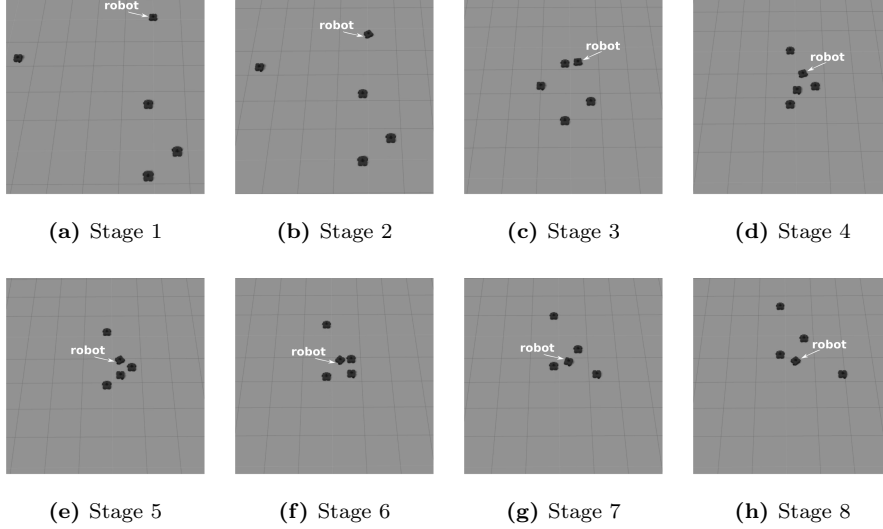 robot
robot
robot
robot
(a) Stage 1
(b) Stage 2
(c) Stage 3
(d) Stage 4
robot
robot
robot
robot
(e) Stage 5
(f) Stage 6
(g) Stage 7
(h) Stage 8